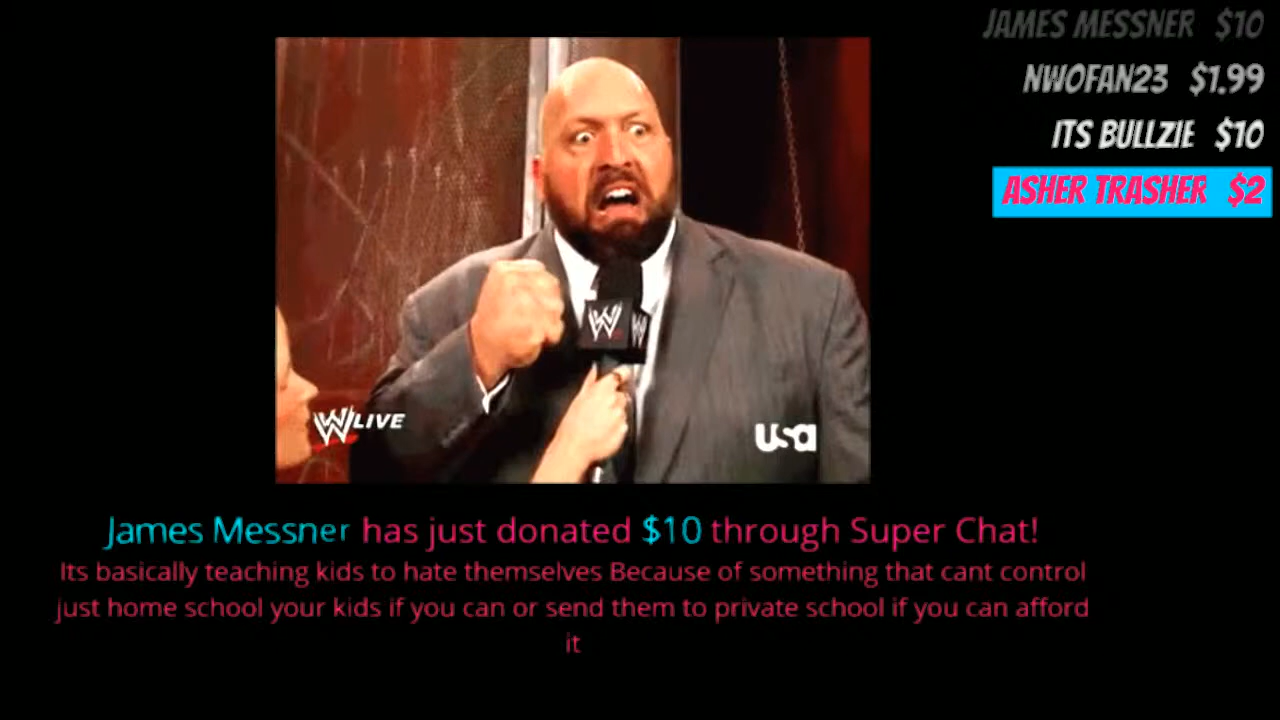 JAMES MESSNER $10
NWOFAN23 $1.99
ITS BULLZIE $10
ASHER TRASHER $2
W
W
W LIVE
usa
James Messner has just donated $10 through Super Chat!
Its basically teaching kids to hate themselves Because of something that cant control
just home school your kids if you can or send them to private school if you can afford
it